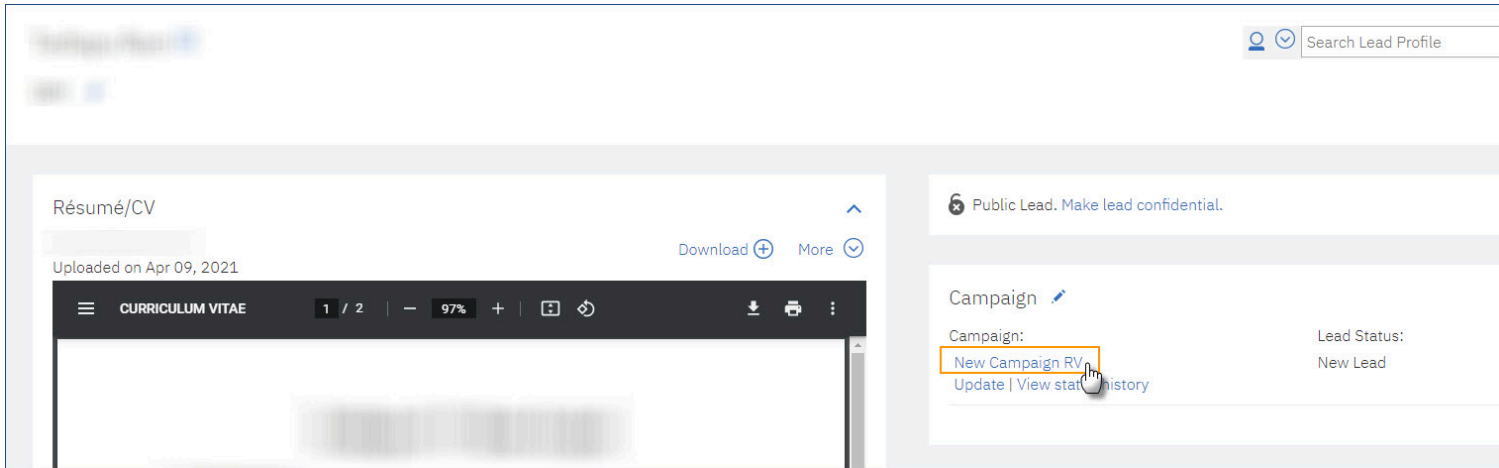 Search Lead Profile
Résumé/CV
Download More
Uploaded on Apr 09, 2021
CURRICULUM VITAE 1 / 2 97%
Public Lead. Make lead confidential.
Campaign
Campaign: Lead Status:
New Campaign RV New Lead
Update | View history